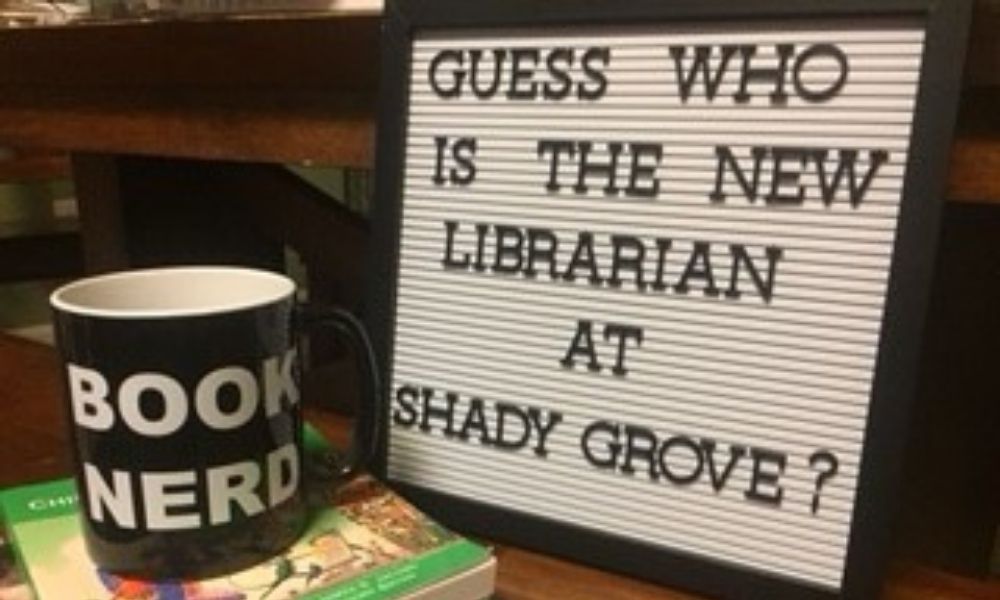 GUESS WHO
IS THE NEW
LIBRARIAN
AT
SHADY GROVE?
BOOK
NERD